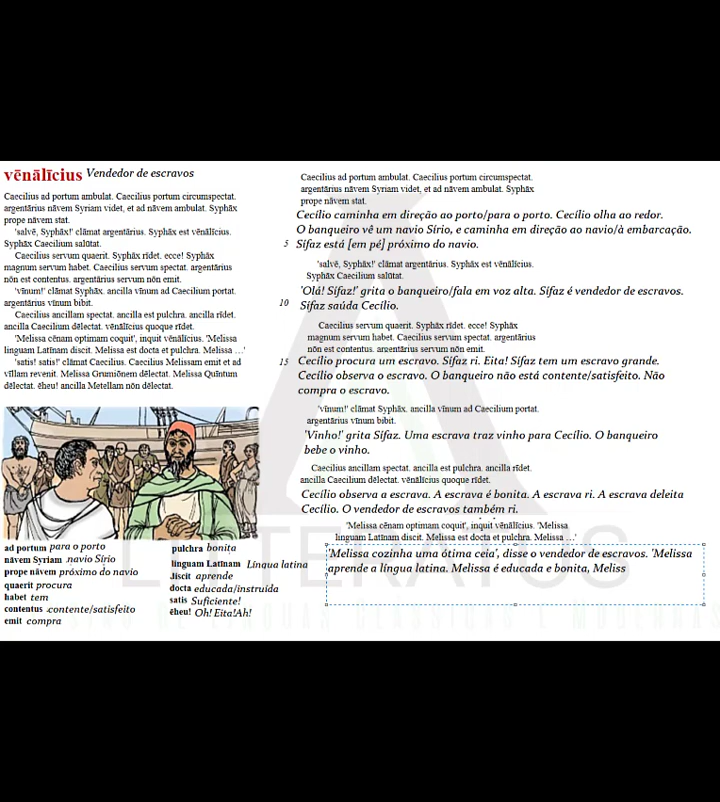 vēnālīcius Vendedor de escravos
Caecilius ad portum ambulat. Caecilius portum circumspectat.
argentārius nāvem Syriam videt, et ad nāvem ambulat. Syphāx
prope nāvem stat.
'salvē, Syphāx!' clāmat argentārius. Syphāx est vēnālīcius.
Syphāx Caecilium salūtat.
Caecilius servum quaerit. Syphāx rīdet. ecce! Syphāx
magnum servum habet. Caecilius servum spectat. argentārius
nōn est contentus. argentārius servum nōn emit.
'vīnum!' clāmat Syphāx. ancilla vīnum ad Caecilium portat.
argentārius vīnum bibit.
Caecilius ancillam spectat. ancilla est pulchra. ancilla rīdet.
ancilla Caecilium dēlectat. vēnālīcius quoque rīdet.
'Melissa cēnam optimam coquit', inquit vēnālīcius. 'Melissa
linguam Latīnam discit. Melissa est docta et pulchra. Melissa …'
'satis! satis!' clāmat Caecilius. Caecilius Melissam emit et ad
vīllam revenit. Melissa Grumiōnem dēlectat. Melissa Quīntum
dēlectat. ēheu! ancilla Metellam nōn dēlectat.
5
10
15
ad portum para o porto
nāvem Syriam navio Sírio
prope nāvem próximo do navio
quaerit procura
habet tem
contentus contente/satisfeito
emit compra
pulchra bonita
linguam Latīnam Língua latina
discit aprende
docta educada/instruída
satis Suficiente!
ēheu! Oh! Eita!Ah!
Caecilius ad portum ambulat. Caecilius portum circumspectat.
argentārius nāvem Syriam videt, et ad nāvem ambulat. Syphāx
prope nāvem stat.
Cecílio caminha em direção ao porto/para o porto. Cecílio olha ao redor.
O banqueiro vê um navio Sírio, e caminha em direção ao navio/à embarcação.
Sífaz está [em pé] próximo do navio.
'salvē, Syphāx!' clāmat argentārius. Syphāx est vēnālīcius.
Syphāx Caecilium salūtat.
'Olá! Sífaz!' grita o banqueiro/fala em voz alta. Sífaz é vendedor de escravos.
Sífaz saúda Cecílio.
Caecilius servum quaerit. Syphāx rīdet. ecce! Syphāx
magnum servum habet. Caecilius servum spectat. argentārius
nōn est contentus. argentārius servum nōn emit.
Cecílio procura um escravo. Sífaz ri. Eita! Sífaz tem um escravo grande.
Cecílio observa o escravo. O banqueiro não está contente/satisfeito. Não
compra o escravo.
'vīnum!' clāmat Syphāx. ancilla vīnum ad Caecilium portat.
argentārius vīnum bibit.
'Vinho!' grita Sífaz. Uma escrava traz vinho para Cecílio. O banqueiro
bebe o vinho.
Caecilius ancillam spectat. ancilla est pulchra. ancilla rīdet.
ancilla Caecilium dēlectat. vēnālīcius quoque rīdet.
Cecílio observa a escrava. A escrava é bonita. A escrava ri. A escrava deleita
Cecílio. O vendedor de escravos também ri.
'Melissa cēnam optimam coquit', inquit vēnālīcius. 'Melissa
linguam Latīnam discit. Melissa est docta et pulchra. Melissa …'
'Melissa cozinha uma ótima ceia', disse o vendedor de escravos. 'Melissa
aprende a língua latina. Melissa é educada e bonita, Meliss